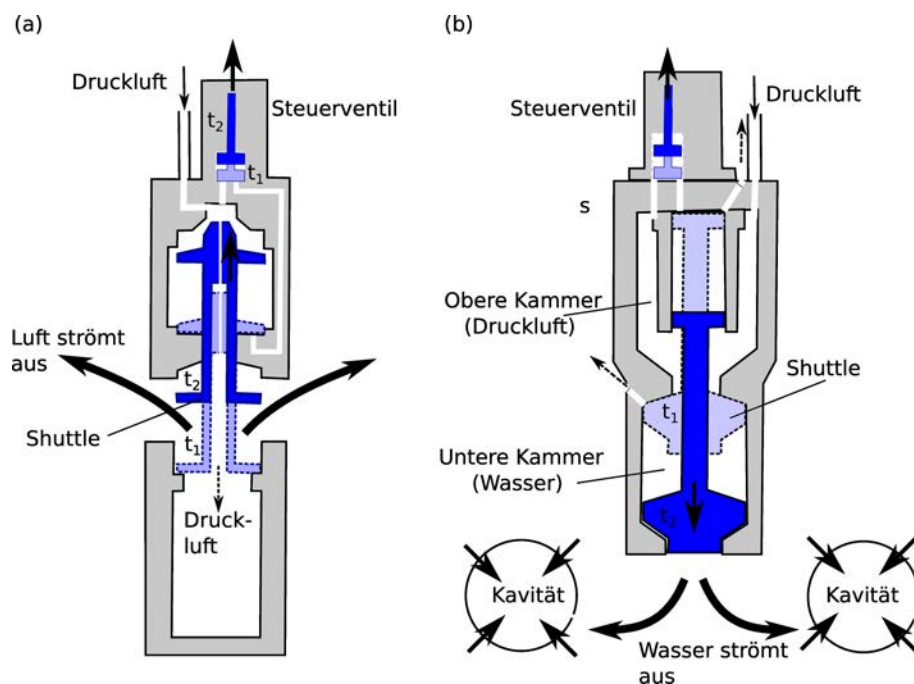 (a)
Druckluft
Steuerventil
t2
t1
Luft strömt
aus
t2
Shuttle
t1
Druck-
luft
(b)
Steuerventil
Druckluft
s
Obere Kammer
(Druckluft)
Shuttle
t1
Untere Kammer
(Wasser)
t2
Kavität
Kavität
Wasser strömt
aus